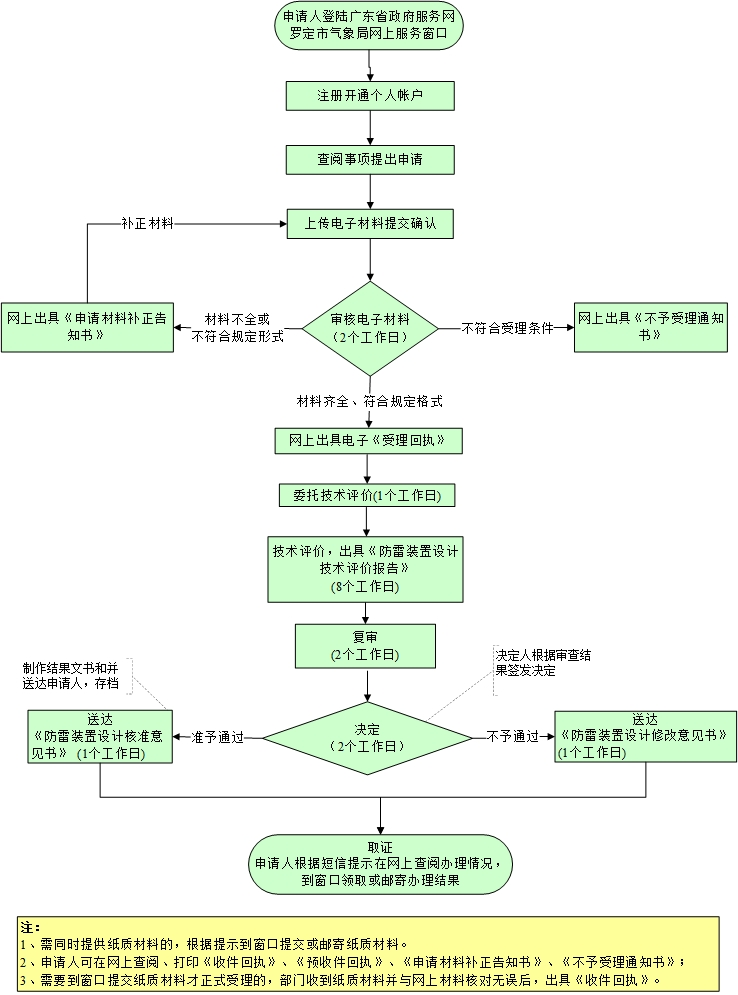 申请人登陆广东省政府服务网
罗定市气象局网上服务窗口
注册开通个人帐户
查阅事项提出申请
补正材料
上传电子材料提交确认
网上出具《申请材料补正告
知书》
材料不全或
不符合规定形式
审核电子材料
（2个工作日）
不符合受理条件
网上出具《不予受理通知
书》
材料齐全、符合规定格式
网上出具电子《受理回执》
委托技术评价(1个工作日)
技术评价，出具《防雷装置设计
技术评价报告》
(8个工作日)
复审
(2个工作日)
制作结果文书和并
送达申请人，存档
决定人根据审查结
果签发决定
送达
《防雷装置设计核准意
见书》 (1个工作日)
准予通过
决定
（2个工作日）
不予通过
送达
《防雷装置设计修改意见书》
(1个工作日)
取证
申请人根据短信提示在网上查阅办理情况，
到窗口领取或邮寄办理结果
注：
1、需同时提供纸质材料的，根据提示到窗口提交或邮寄纸质材料。
2、申请人可在网上查阅、打印《收件回执》、《预收件回执》、《申请材料补正告知书》、《不予受理通知书》；
3、需要到窗口提交纸质材料才正式受理的，部门收到纸质材料并与网上材料核对无误后，出具《收件回执》。